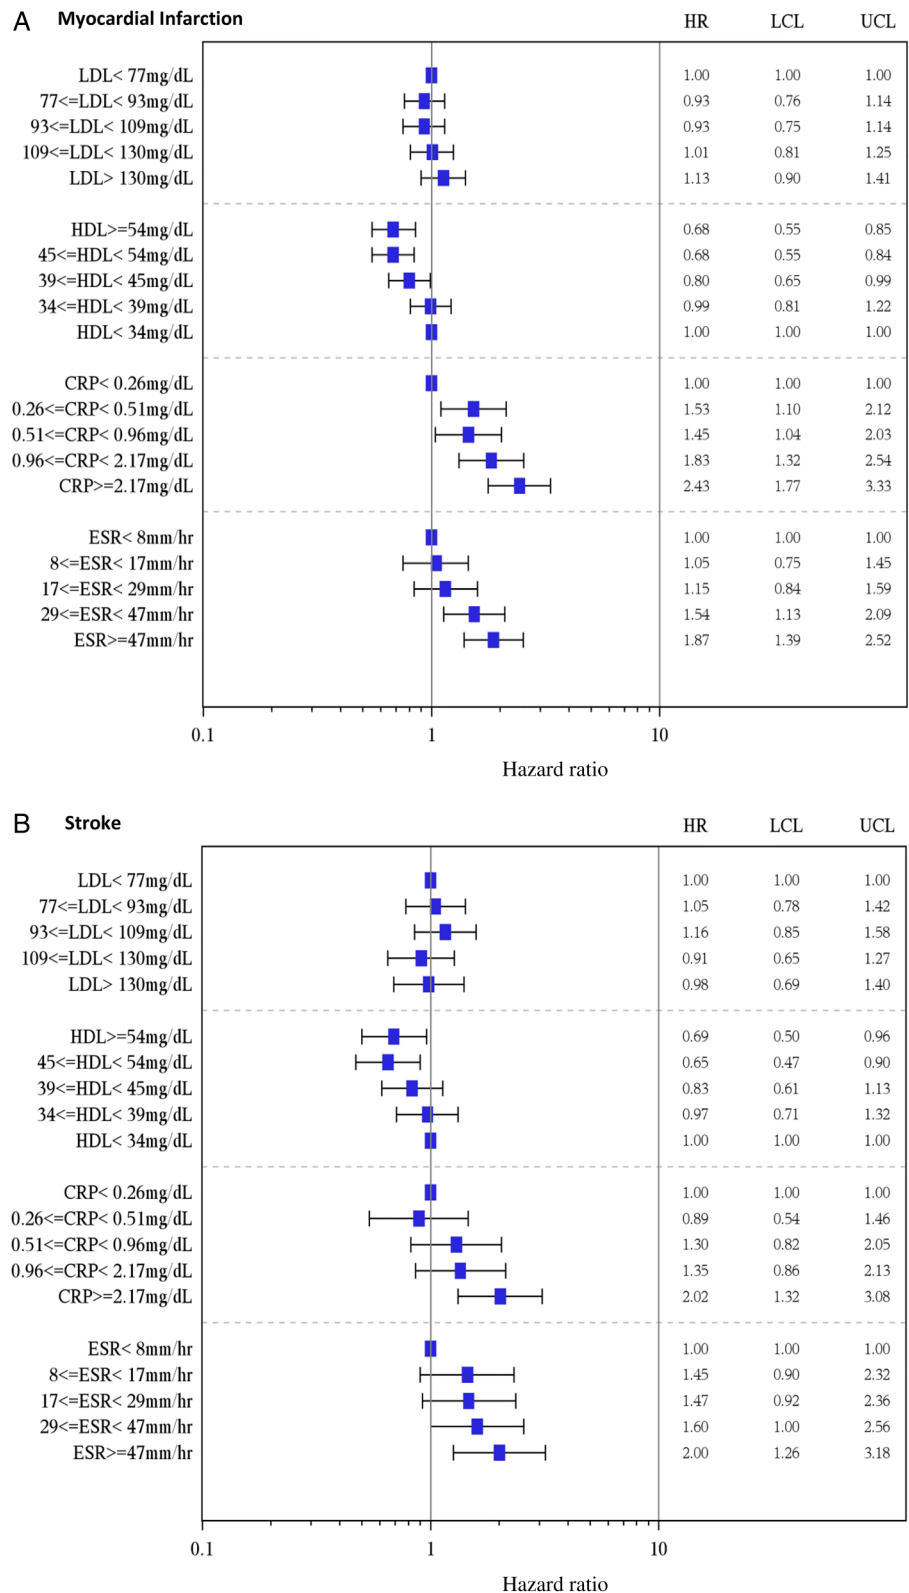 A Myocardial Infarction HR LCL UCL
LDL< 77mg/dL 1.00 1.00 1.00
77<=LDL< 93mg/dL 0.93 0.76 1.14
93<=LDL< 109mg/dL 0.93 0.75 1.14
109<=LDL< 130mg/dL 1.01 0.81 1.25
LDL> 130mg/dL 1.13 0.90 1.41
HDL>=54mg/dL 0.68 0.55 0.85
45<=HDL< 54mg/dL 0.68 0.55 0.84
39<=HDL< 45mg/dL 0.80 0.65 0.99
34<=HDL< 39mg/dL 0.99 0.81 1.22
HDL< 34mg/dL 1.00 1.00 1.00
CRP< 0.26mg/dL 1.00 1.00 1.00
0.26<=CRP< 0.51mg/dL 1.53 1.10 2.12
0.51<=CRP< 0.96mg/dL 1.45 1.04 2.03
0.96<=CRP< 2.17mg/dL 1.83 1.32 2.54
CRP>=2.17mg/dL 2.43 1.77 3.33
ESR< 8mm/hr 1.00 1.00 1.00
8<=ESR< 17mm/hr 1.05 0.75 1.45
17<=ESR< 29mm/hr 1.15 0.84 1.59
29<=ESR< 47mm/hr 1.54 1.13 2.09
ESR>=47mm/hr 1.87 1.39 2.52
0.1 1 10
Hazard ratio
B Stroke HR LCL UCL
LDL< 77mg/dL 1.00 1.00 1.00
77<=LDL< 93mg/dL 1.05 0.78 1.42
93<=LDL< 109mg/dL 1.16 0.85 1.58
109<=LDL< 130mg/dL 0.91 0.65 1.27
LDL> 130mg/dL 0.98 0.69 1.40
HDL>=54mg/dL 0.69 0.50 0.96
45<=HDL< 54mg/dL 0.65 0.47 0.90
39<=HDL< 45mg/dL 0.83 0.61 1.13
34<=HDL< 39mg/dL 0.97 0.71 1.32
HDL< 34mg/dL 1.00 1.00 1.00
CRP< 0.26mg/dL 1.00 1.00 1.00
0.26<=CRP< 0.51mg/dL 0.89 0.54 1.46
0.51<=CRP< 0.96mg/dL 1.30 0.82 2.05
0.96<=CRP< 2.17mg/dL 1.35 0.86 2.13
CRP>=2.17mg/dL 2.02 1.32 3.08
ESR< 8mm/hr 1.00 1.00 1.00
8<=ESR< 17mm/hr 1.45 0.90 2.32
17<=ESR< 29mm/hr 1.47 0.92 2.36
29<=ESR< 47mm/hr 1.60 1.00 2.56
ESR>=47mm/hr 2.00 1.26 3.18
0.1 1 10
Hazard ratio